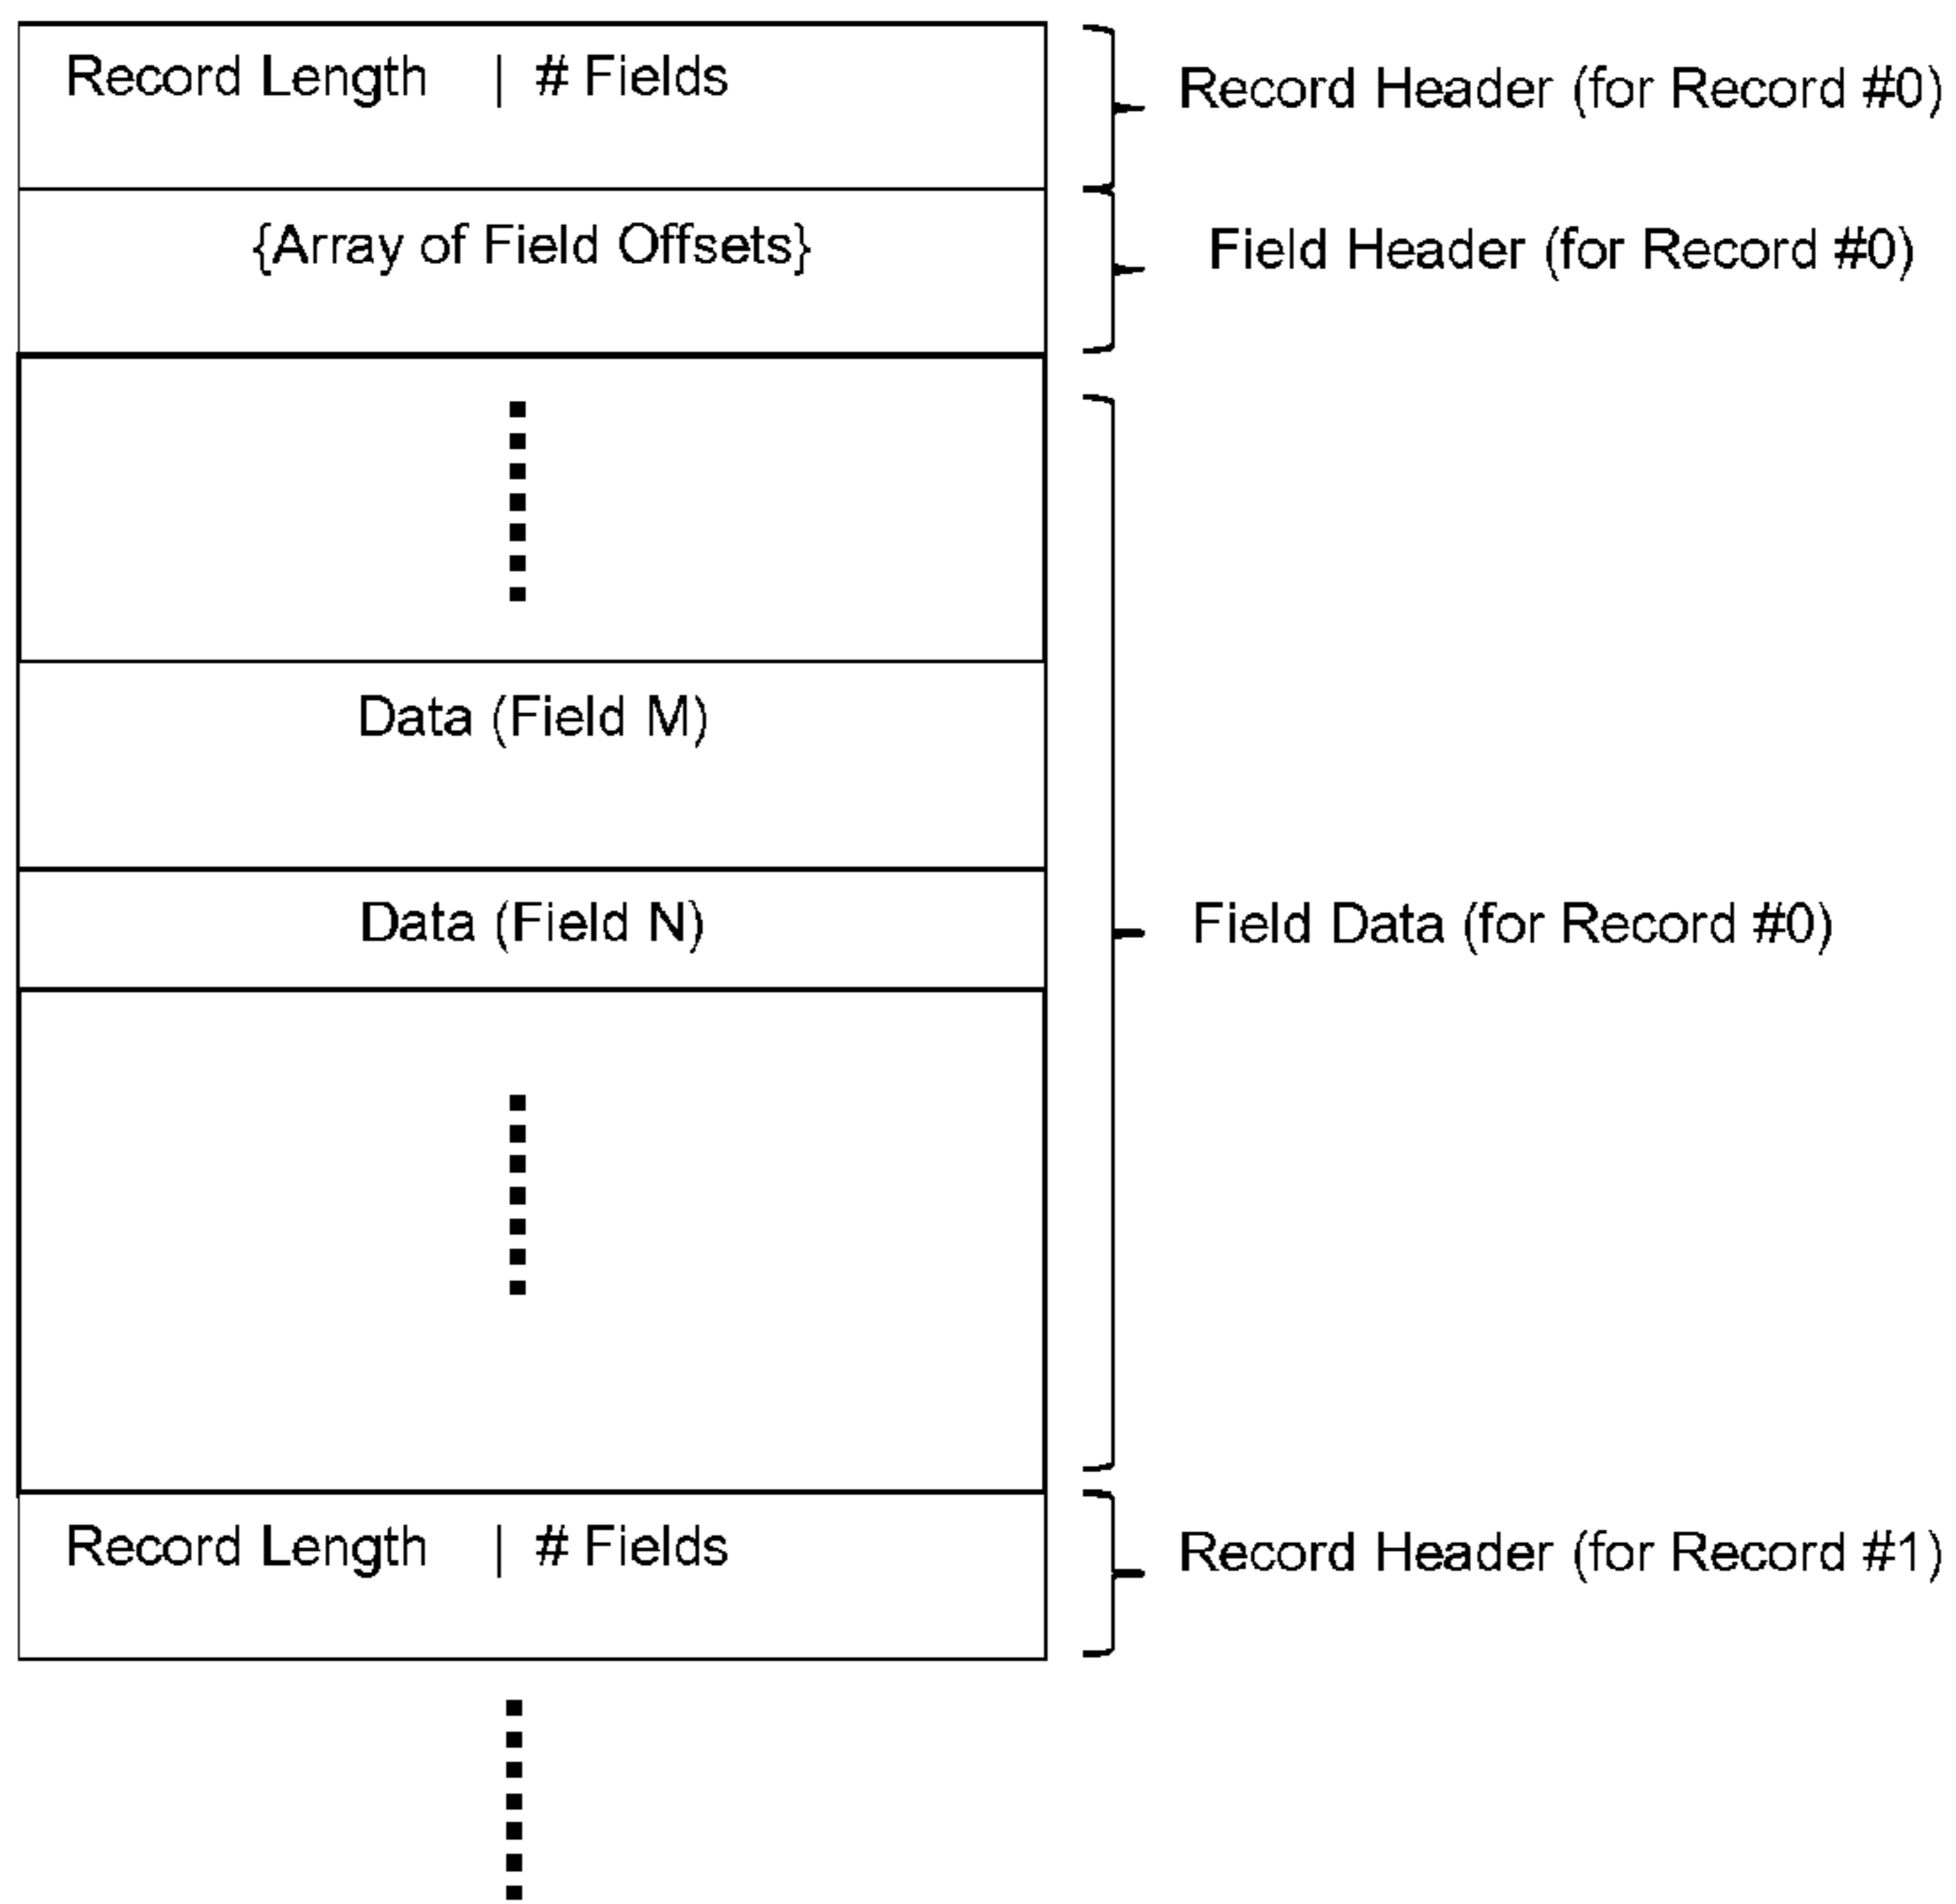 Record Length | # Fields
Record Header (for Record #0)
{Array of Field Offsets}
Field Header (for Record #0)
Data (Field M)
Data (Field N)
Field Data (for Record #0)
Record Length | # Fields
Record Header (for Record #1)